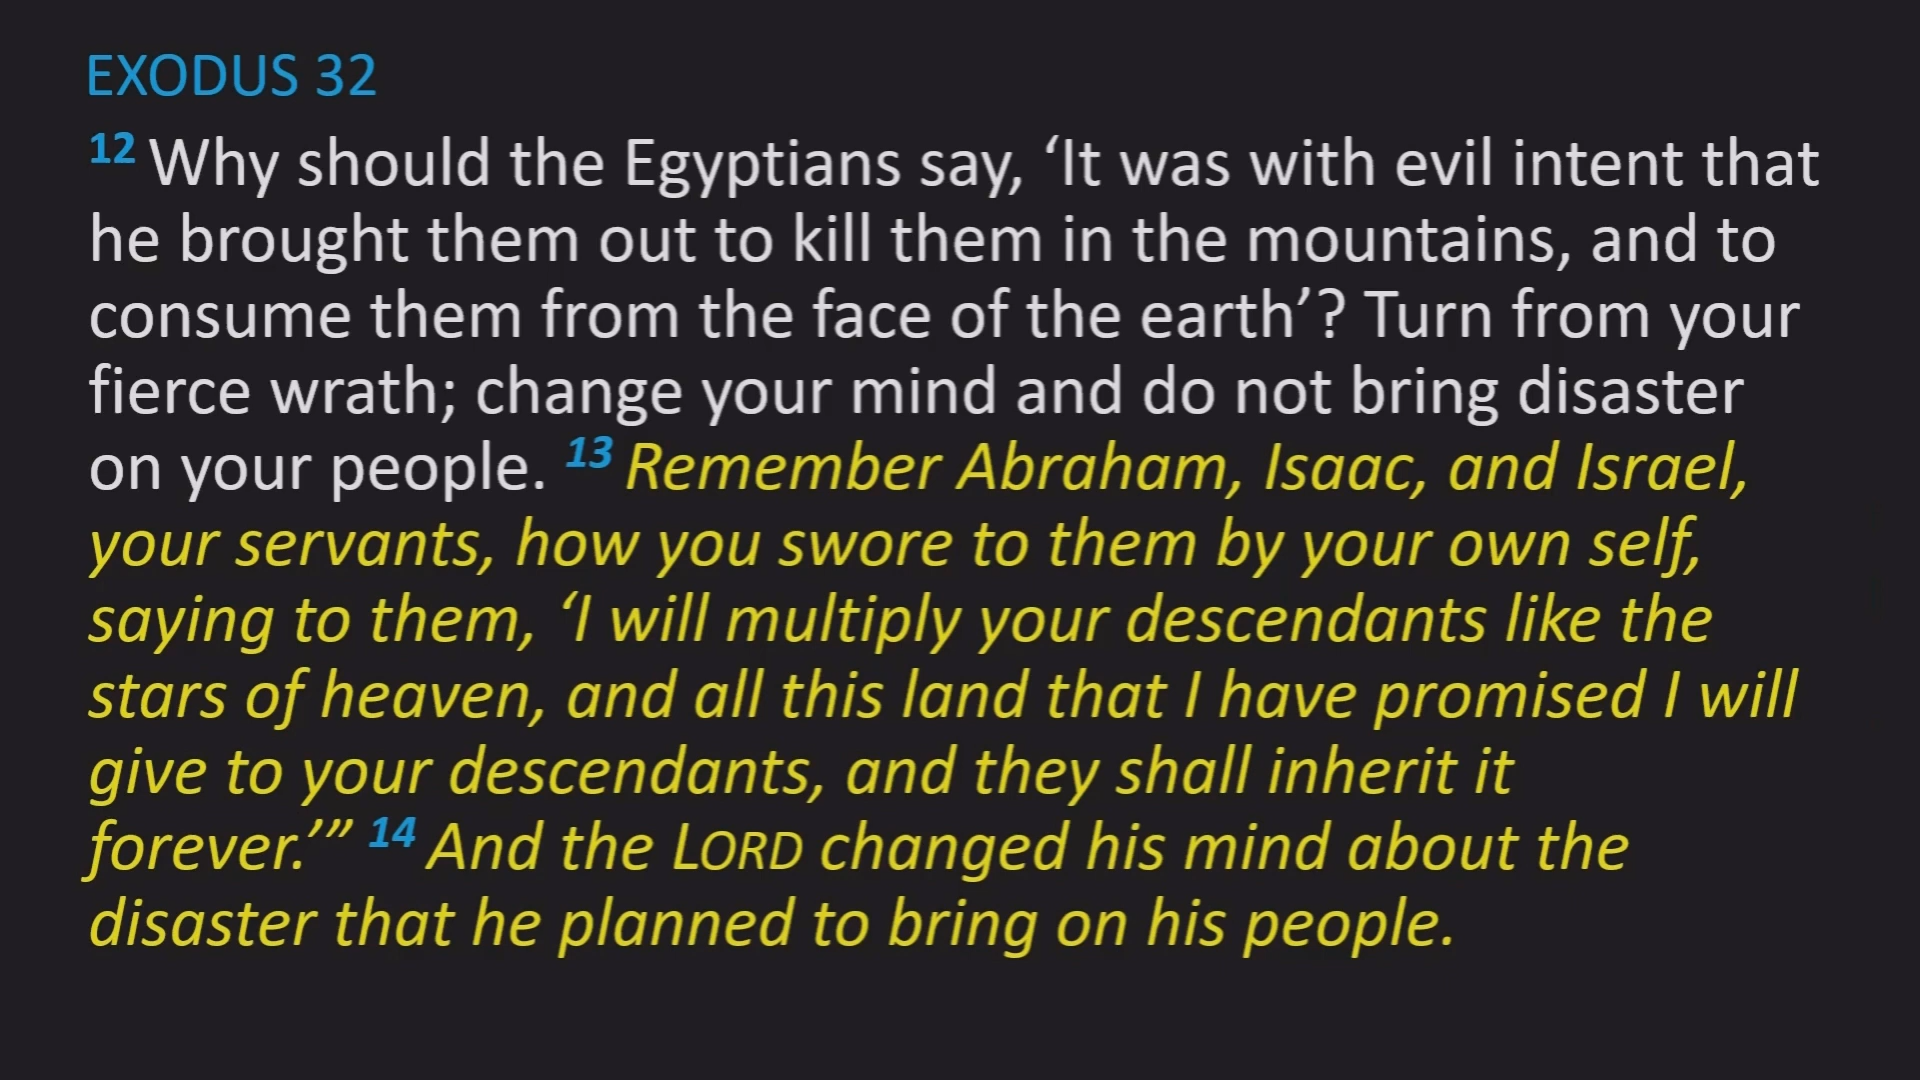 EXODUS 32
12 Why should the Egyptians say, ‘It was with evil intent that
he brought them out to kill them in the mountains, and to
consume them from the face of the earth’? Turn from your
fierce wrath; change your mind and do not bring disaster
on your people. 13 Remember Abraham, Isaac, and Israel,
your servants, how you swore to them by your own self,
saying to them, ‘I will multiply your descendants like the
stars of heaven, and all this land that I have promised I will
give to your descendants, and they shall inherit it
forever.’” 14 And the LORD changed his mind about the
disaster that he planned to bring on his people.